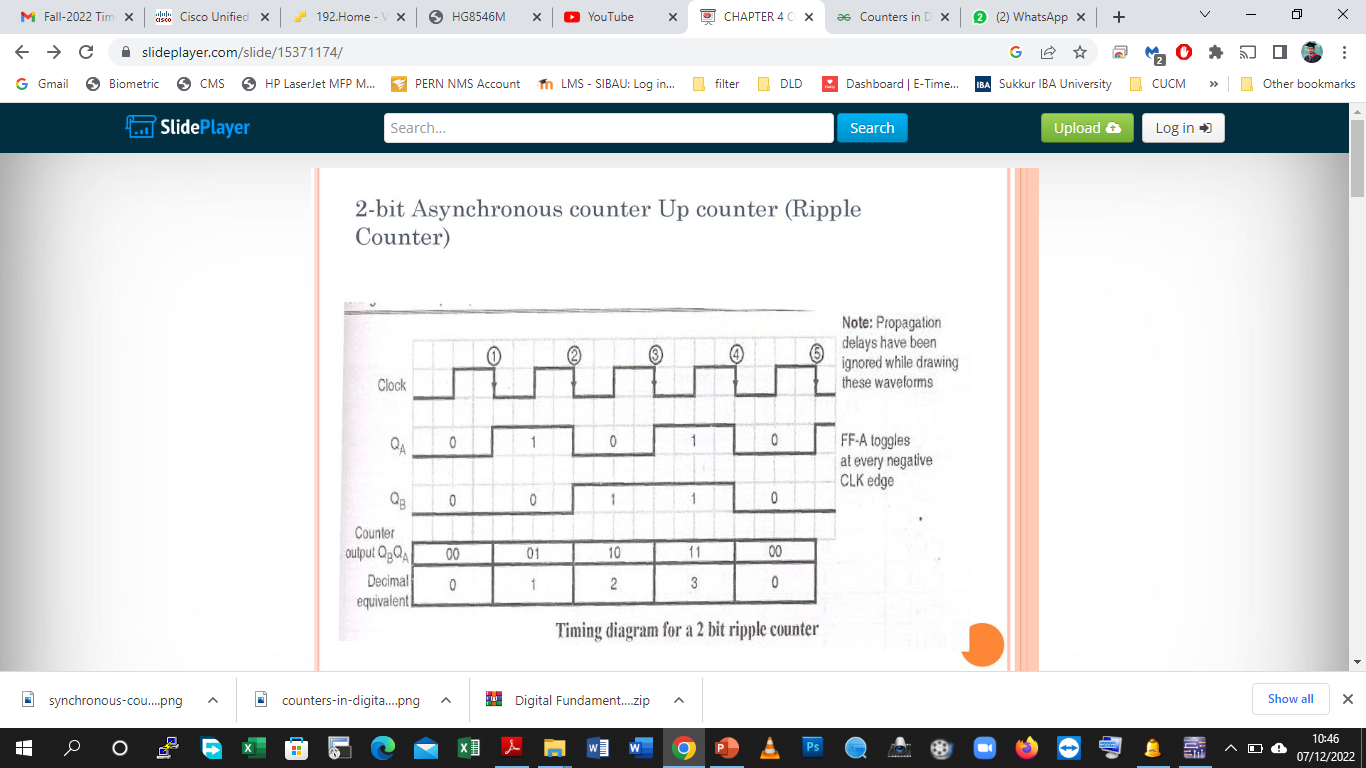 Fall-2022 Tim
Cisco Unified
192.Home - V
HG8546M
YouTube
CHAPTER 4 C
Counters in D
(2) WhatsApp
slideplayer.com/slide/15371174/
2
Gmail
Biometric
CMS
HP LaserJet MFP M...
PERN NMS Account
LMS - SIBAU: Log in...
filter
DLD
Dashboard | E-Time...
IBA Sukkur IBA University
CUCM
»
Other bookmarks
SlidePlayer
Search...
Search
Upload
Log in
2-bit Asynchronous counter Up counter (Ripple
Counter)
Note: Propagation
delays have been
ignored while drawing
these waveforms
1 2 3 4 5
Clock
QA 0 1 0 1 0
FF-A toggles
at every negative
CLK edge
QB 0 0 1 1 0
Counter
output QBQA 00 01 10 11 00
Decimal
equivalent 0 1 2 3 0
Timing diagram for a 2 bit ripple counter
synchronous-cou....png
counters-in-digita....png
Digital Fundament....zip
Show all
10:46
07/12/2022